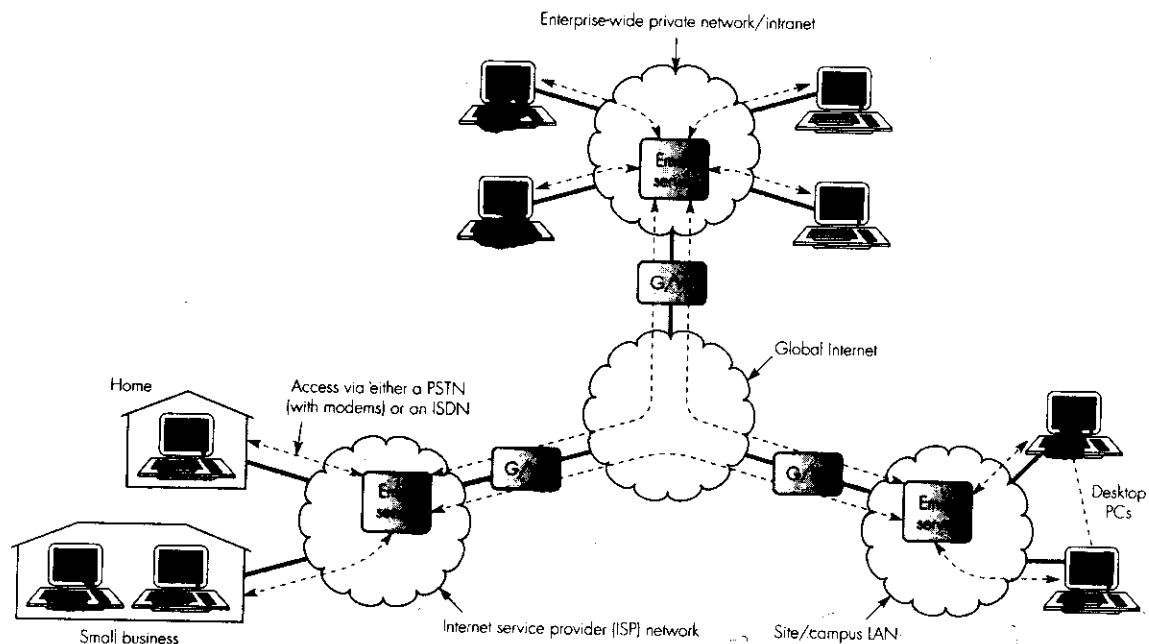 Enterprise-wide private network/intranet
Global internet
Home
Access via either a PSTN
(with modems) or an ISDN
Desktop
PCs
Small business
Internet service provider (ISP) network
Site/campus LAN